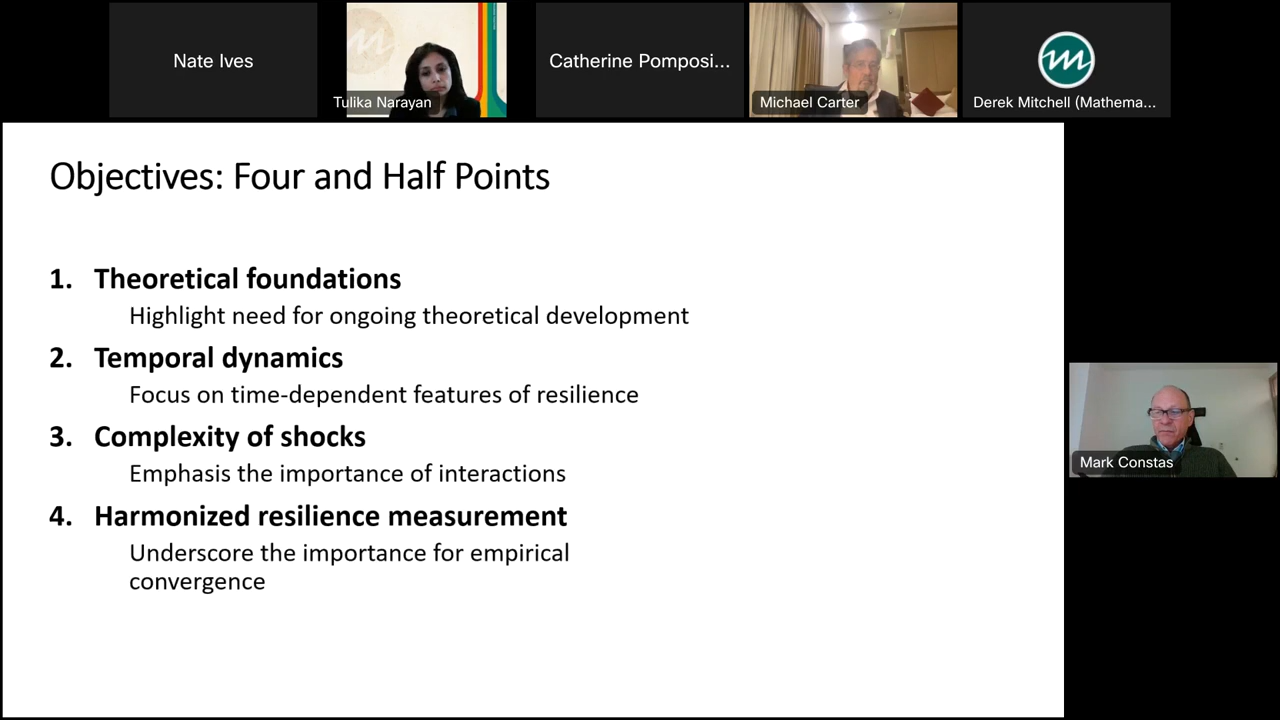 Nate Ives
Tulika Narayan
Catherine Pomposi...
Michael Carter
Derek Mitchell (Mathema...
Objectives: Four and Half Points
1. Theoretical foundations
Highlight need for ongoing theoretical development
2. Temporal dynamics
Focus on time-dependent features of resilience
3. Complexity of shocks
Emphasis the importance of interactions
4. Harmonized resilience measurement
Underscore the importance for empirical
convergence
Mark Constas